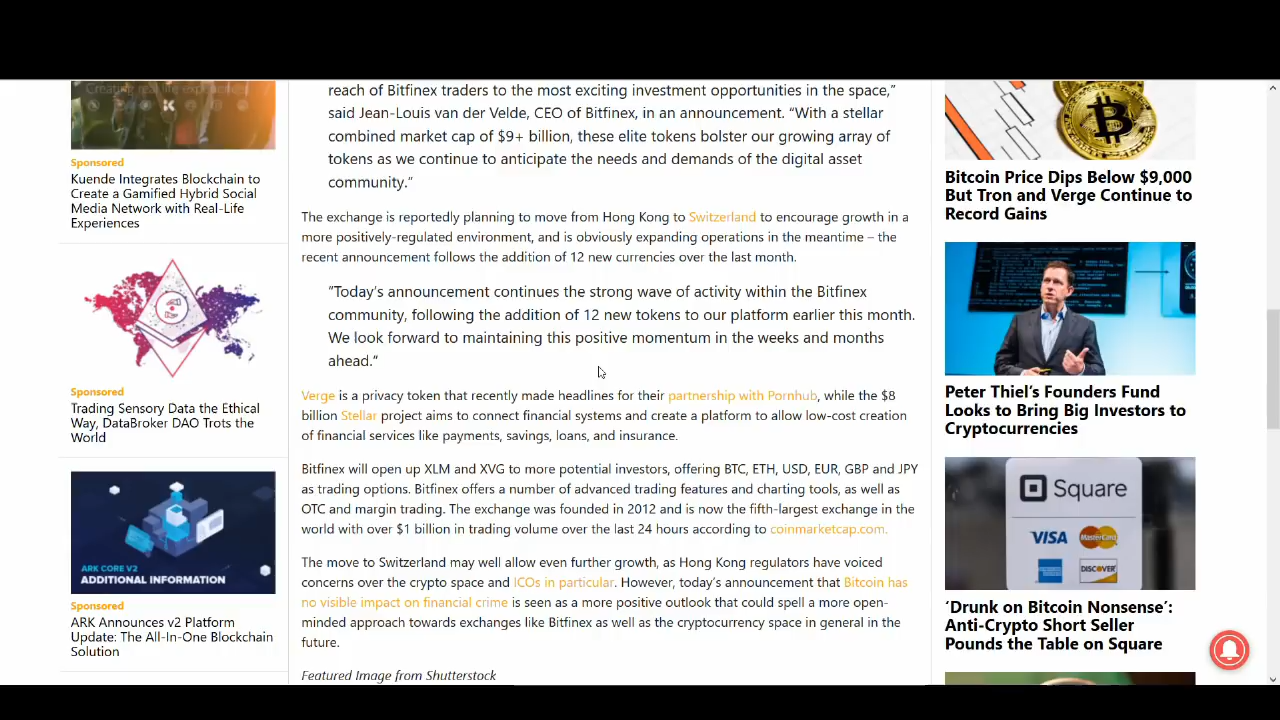 Creating real life experiences
Sponsored
Kuende Integrates Blockchain to
Create a Gamified Hybrid Social
Media Network with Real-Life
Experiences
Sponsored
Trading Sensory Data the Ethical
Way, DataBroker DAO Trots the
World
ARK CORE V2
ADDITIONAL INFORMATION
Sponsored
ARK Announces v2 Platform
Update: The All-In-One Blockchain
Solution
reach of Bitfinex traders to the most exciting investment opportunities in the space,”
said Jean-Louis van der Velde, CEO of Bitfinex, in an announcement. “With a stellar
combined market cap of $9+ billion, these elite tokens bolster our growing array of
tokens as we continue to anticipate the needs and demands of the digital asset
community.”
The exchange is reportedly planning to move from Hong Kong to Switzerland to encourage growth in a
more positively-regulated environment, and is obviously expanding operations in the meantime – the
recent announcement follows the addition of 12 new currencies over the last month.
“Today’s announcement continues the strong wave of activity within the Bitfinex
community, following the addition of 12 new tokens to our platform earlier this month.
We look forward to maintaining this positive momentum in the weeks and months
ahead.”
Verge is a privacy token that recently made headlines for their partnership with Pornhub, while the $8
billion Stellar project aims to connect financial systems and create a platform to allow low-cost creation
of financial services like payments, savings, loans, and insurance.
Bitfinex will open up XLM and XVG to more potential investors, offering BTC, ETH, USD, EUR, GBP and JPY
as trading options. Bitfinex offers a number of advanced trading features and charting tools, as well as
OTC and margin trading. The exchange was founded in 2012 and is now the fifth-largest exchange in the
world with over $1 billion in trading volume over the last 24 hours according to coinmarketcap.com.
The move to Switzerland may well allow even further growth, as Hong Kong regulators have voiced
concerns over the crypto space and ICOs in particular. However, today’s announcement that Bitcoin has
no visible impact on financial crime is seen as a more positive outlook that could spell a more open-
minded approach towards exchanges like Bitfinex as well as the cryptocurrency space in general in the
future.
Featured Image from Shutterstock
Bitcoin Price Dips Below $9,000
But Tron and Verge Continue to
Record Gains
Peter Thiel’s Founders Fund
Looks to Bring Big Investors to
Cryptocurrencies
Square
VISA MasterCard
AMERICAN EXPRESS DISCOVER
‘Drunk on Bitcoin Nonsense’:
Anti-Crypto Short Seller
Pounds the Table on Square